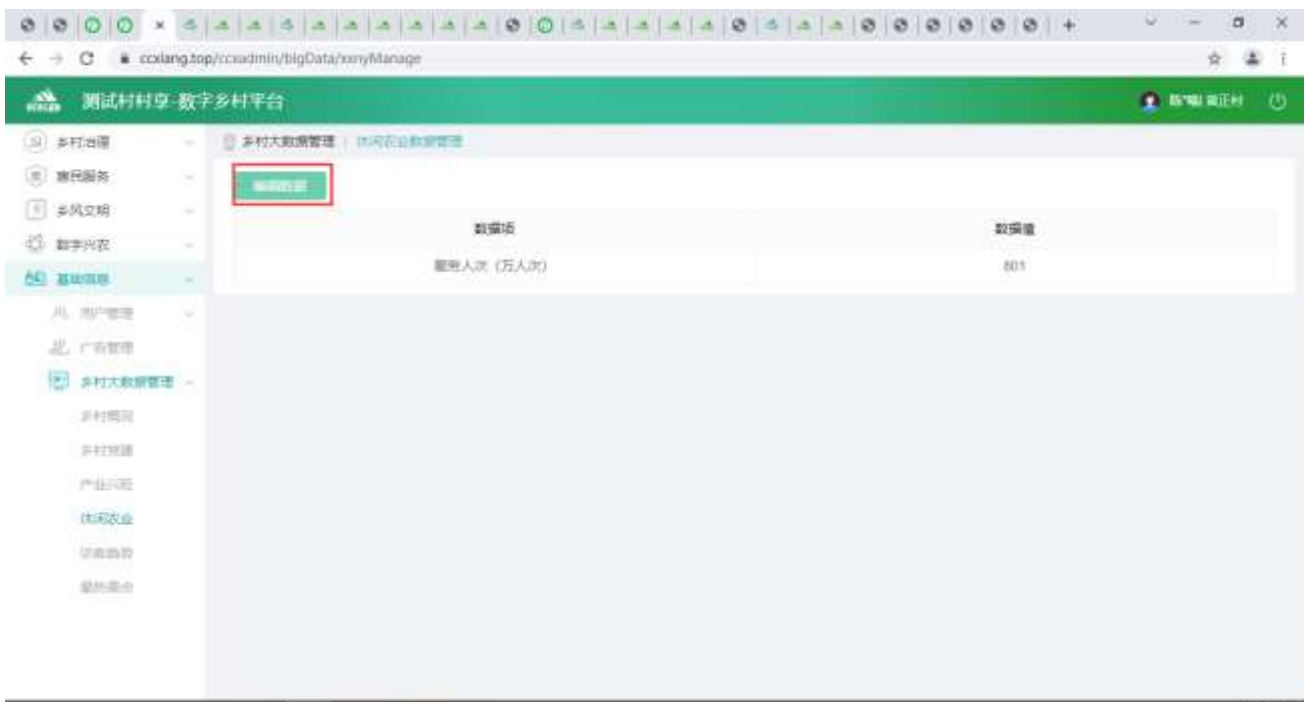 ccxiang.top/ccxadmin/bigData/xxnyManage
测试村村享-数字乡村平台
乡村治理
乡村大数据管理 | 休闲农业数据管理
惠民服务
编辑数据
乡风文明
数据项 数据值
数字兴农
服务人次（万人次） 601
基础信息
用户管理
广告管理
乡村大数据管理
乡村概况
乡村党建
产业兴旺
休闲农业